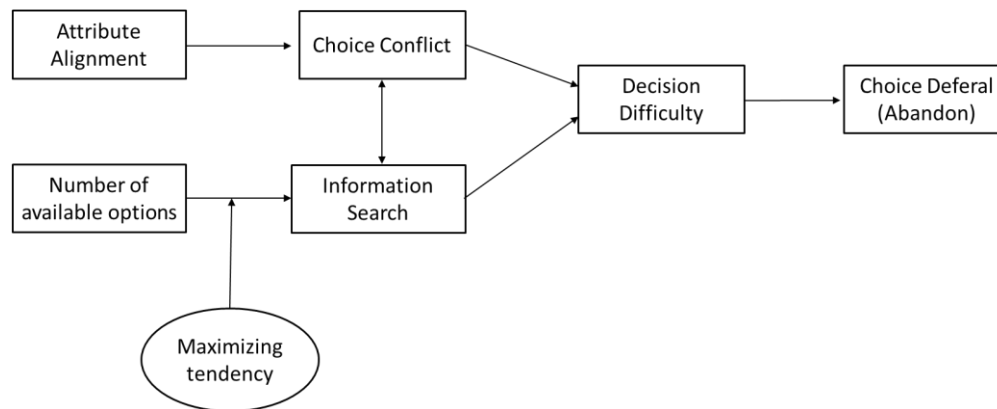 Attribute
Alignment
Choice Conflict
Decision
Difficulty
Choice Deferal
(Abandon)
Number of
available options
Information
Search
Maximizing
tendency